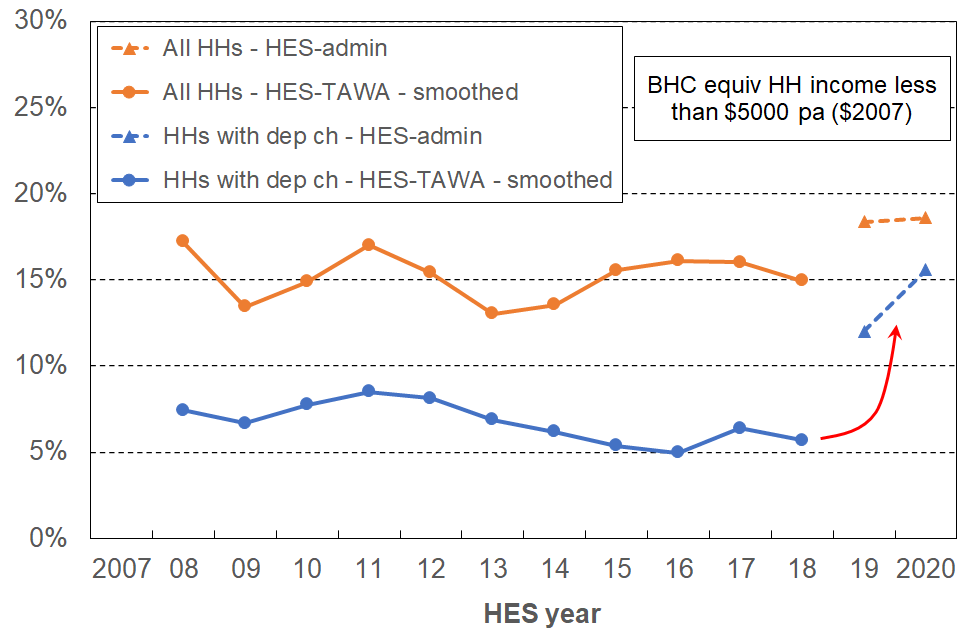 30%
25%
20%
15%
10%
5%
0%
All HHs - HES-admin
All HHs - HES-TAWA - smoothed
HHs with dep ch - HES-admin
HHs with dep ch - HES-TAWA - smoothed
BHC equiv HH income less
than $5000 pa ($2007)
2007 08 09 10 11 12 13 14 15 16 17 18 19 2020
HES year